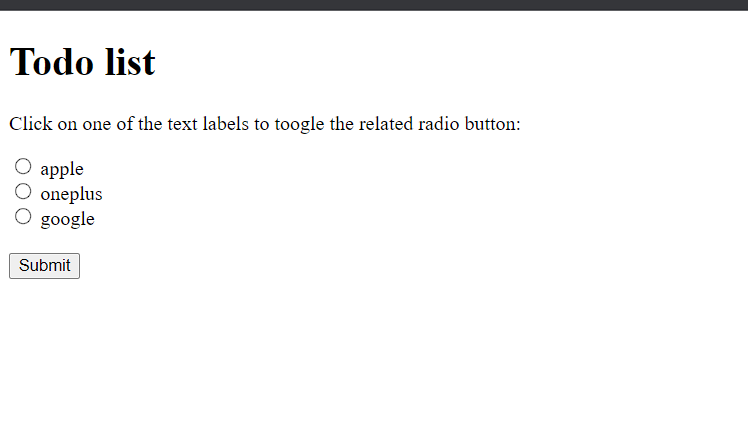 Todo list
Click on one of the text labels to toogle the related radio button:
apple
oneplus
google
Submit